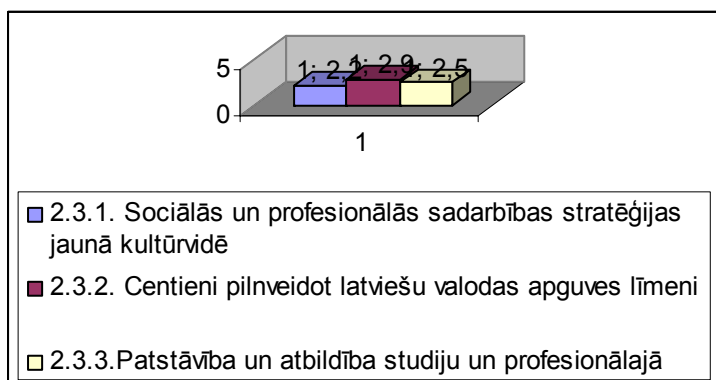 5
1; 2,2 1; 2,9 1; 2,5
0
1
2.3.1. Sociālās un profesionālās sadarbības stratēģijas
jaunā kultūrvidē
2.3.2. Centieni pilnveidot latviešu valodas apguves līmeni
2.3.3.Patstāvība un atbildība studiju un profesionālajā